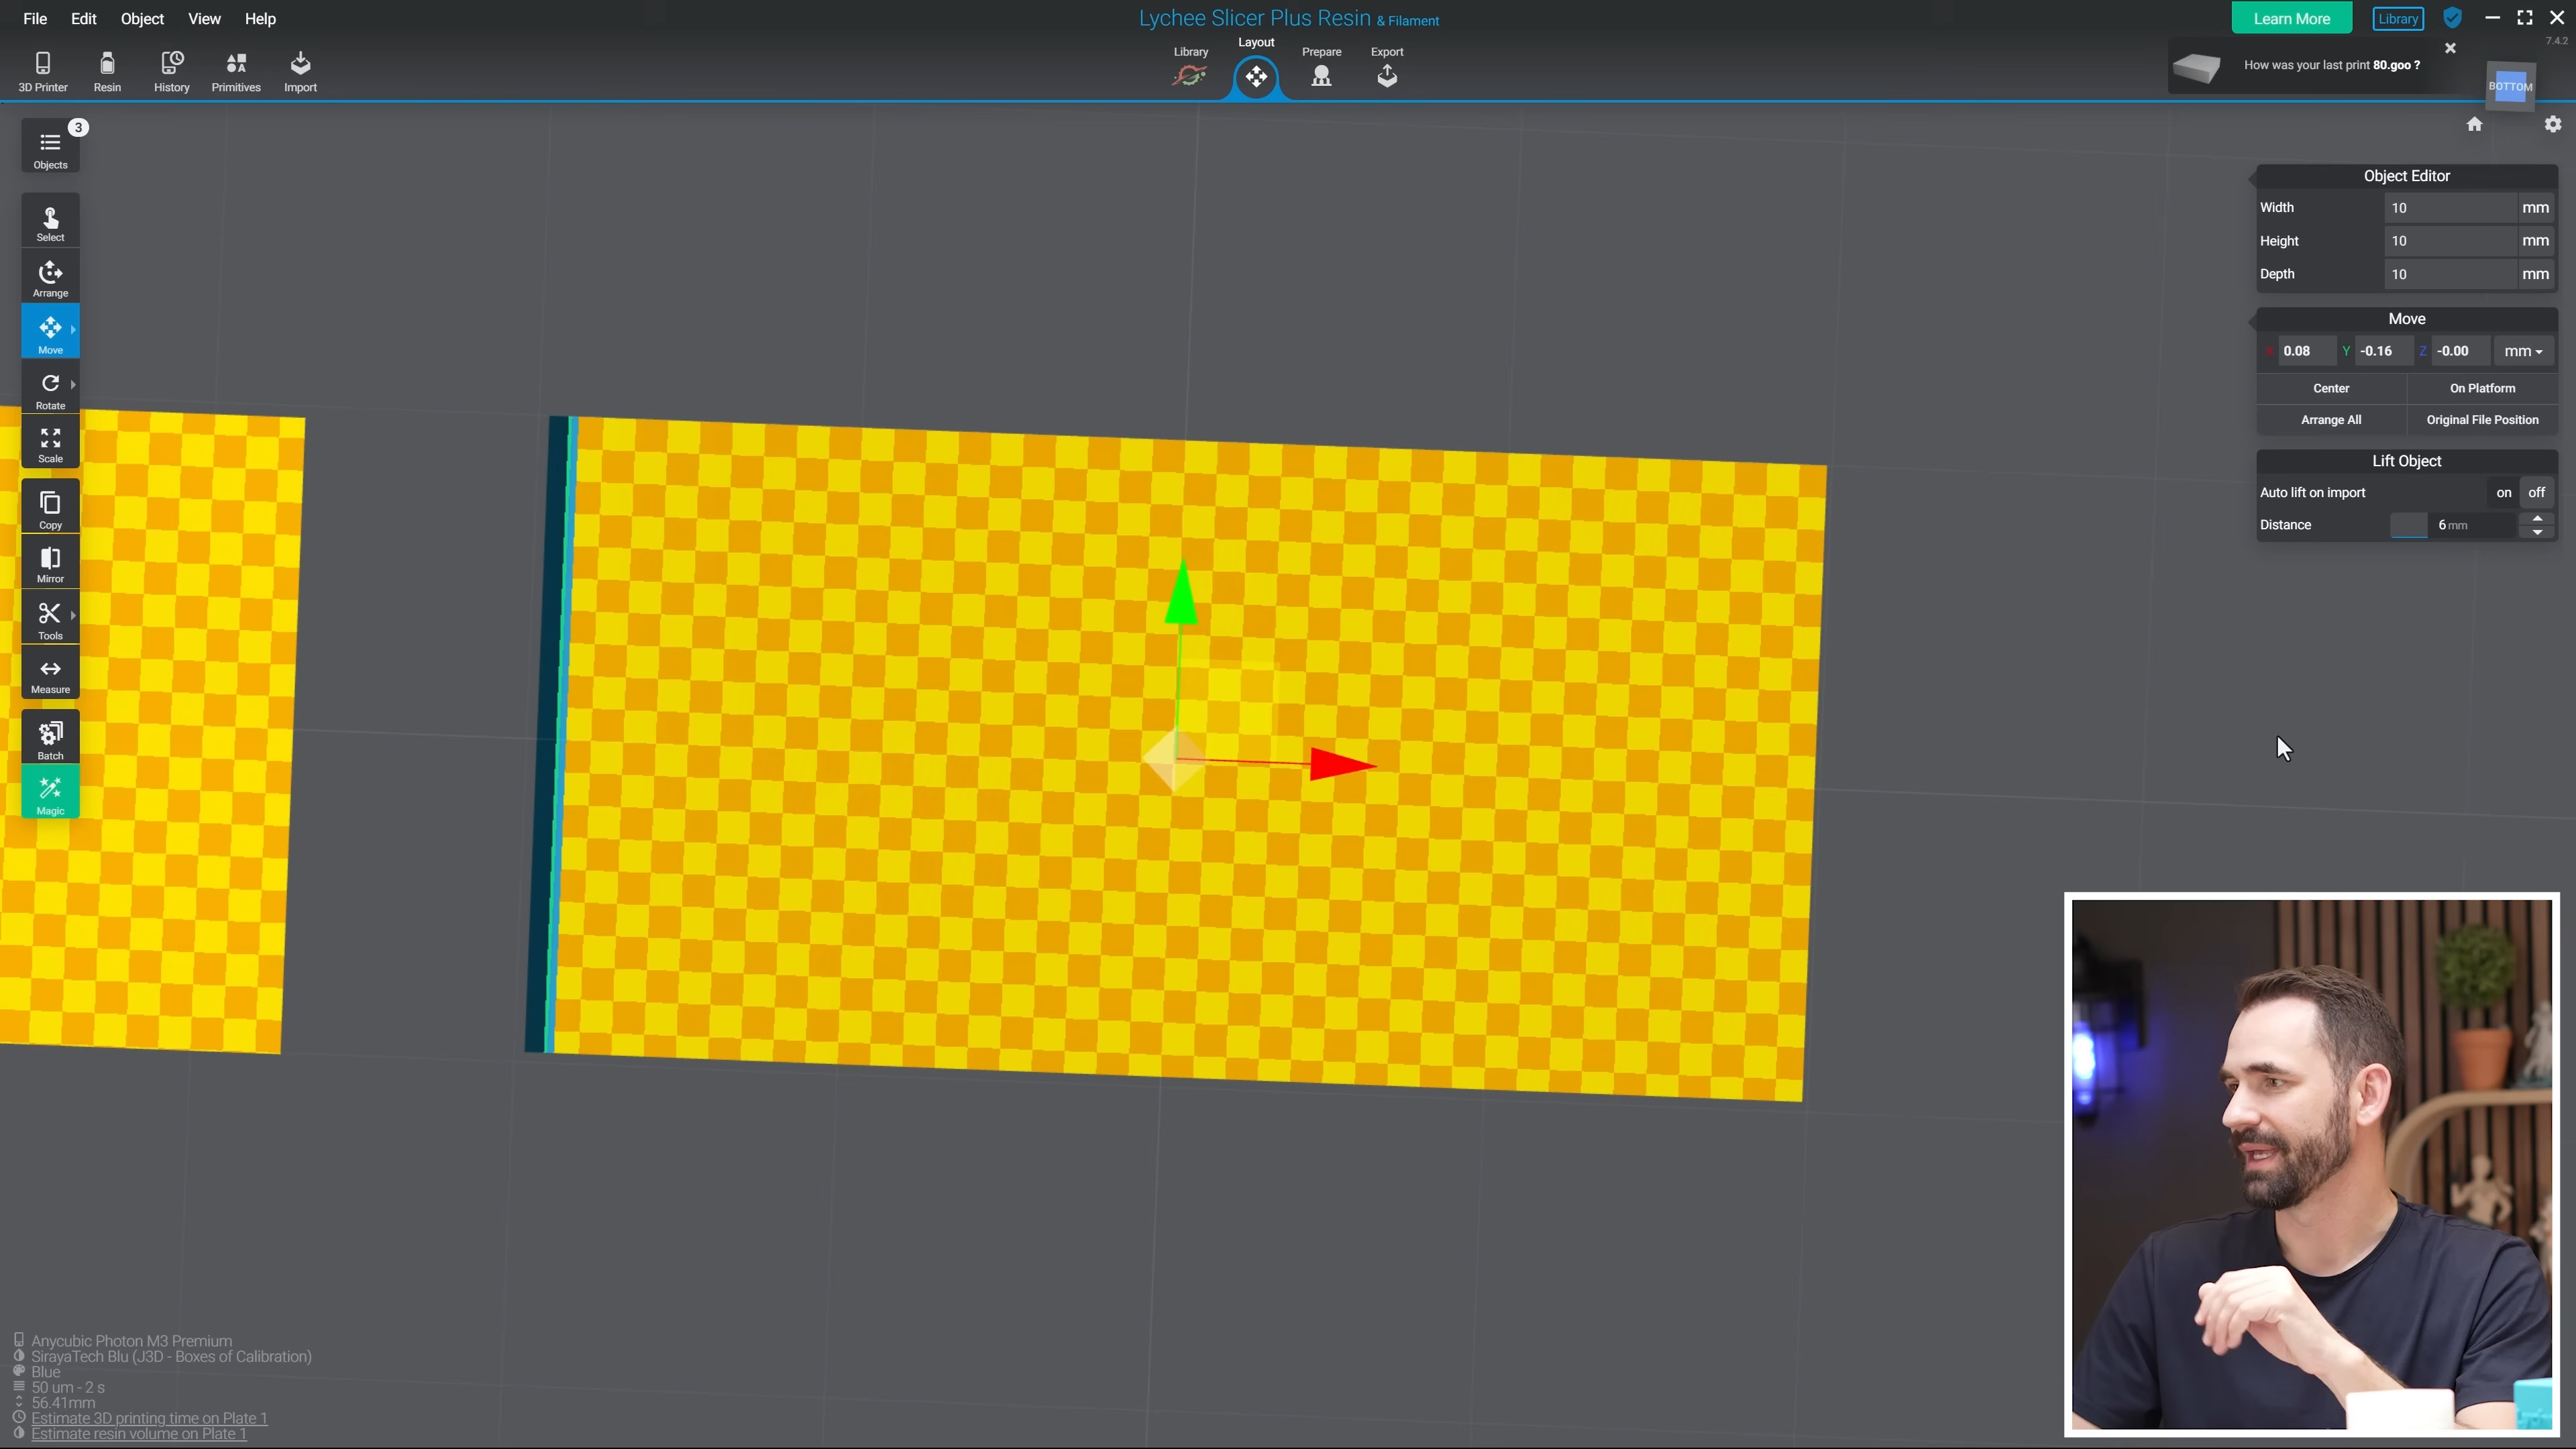 File Edit Object View Help
Lychee Slicer Plus Resin & Filament
Learn More
Library
7.4.2
3D Printer Resin History Primitives Import
Library Layout Prepare Export
How was your last print 80.goo ?
BOTTOM
3
Objects
Select
Arrange
Move
Rotate
Scale
Copy
Mirror
Tools
Measure
Batch
Magic
Object Editor
Width 10 mm
Height 10 mm
Depth 10 mm
Move
X 0.08 Y -0.16 Z -0.00 mm
Center On Platform
Arrange All Original File Position
Lift Object
Auto lift on import on off
Distance 6 mm
Anycubic Photon M3 Premium
SirayaTech Blu (J3D - Boxes of Calibration)
Blue
50 um - 2 s
56.41mm
Estimate 3D printing time on Plate 1
Estimate resin volume on Plate 1